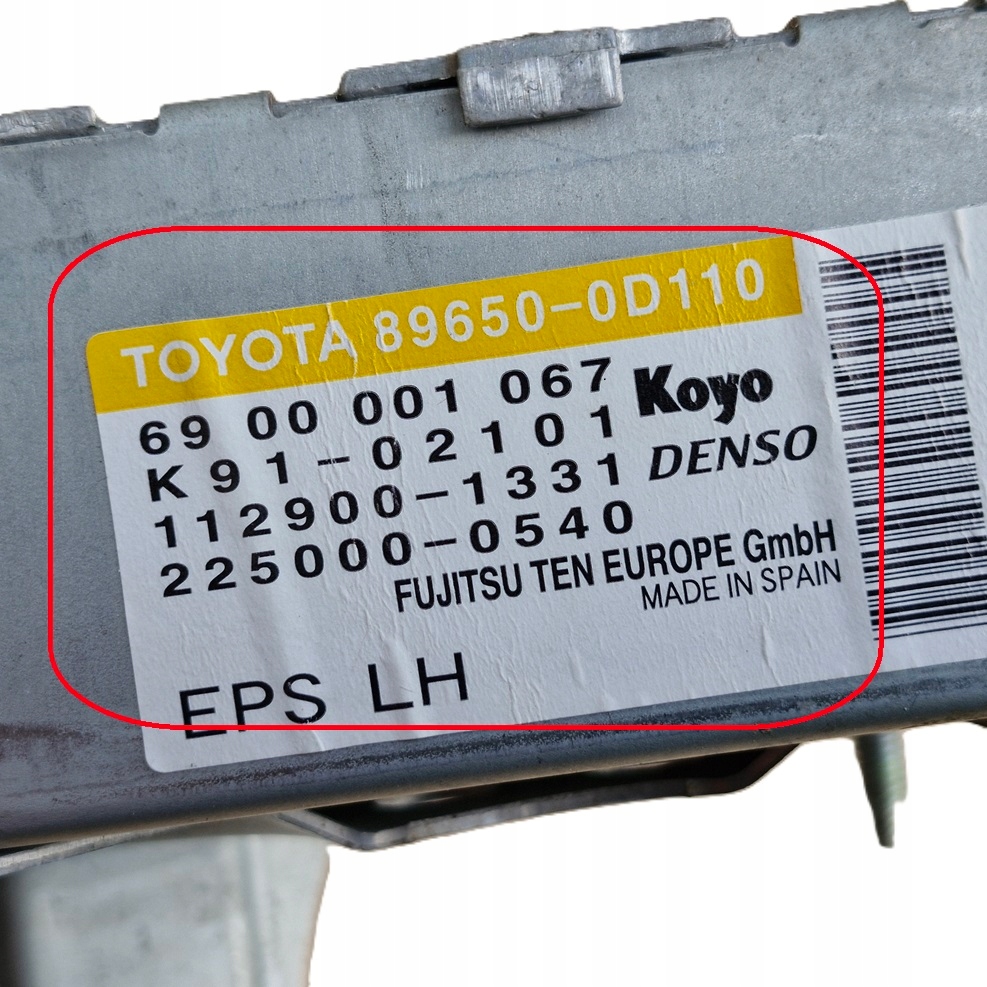 TOYOTA 89650-0D110
69 00 001 067 Koyo
K91-02101
112900-1331 DENSO
225000-0540
FUJITSU TEN EUROPE GmbH
MADE IN SPAIN
EPS LH